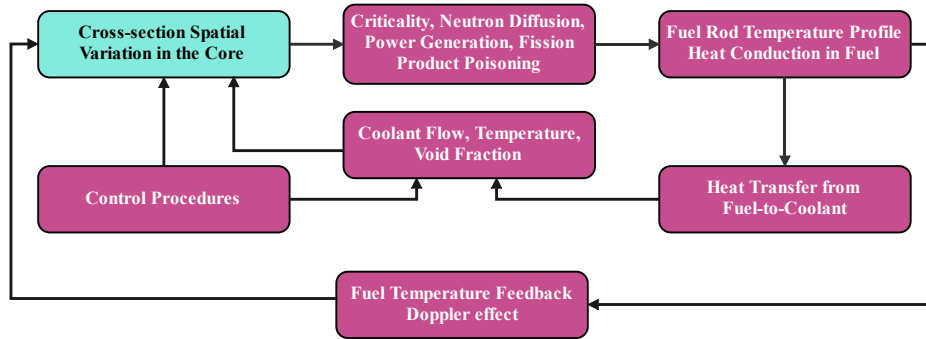 Cross-section Spatial
Variation in the Core
Criticality, Neutron Diffusion,
Power Generation, Fission
Product Poisoning
Fuel Rod Temperature Profile
Heat Conduction in Fuel
Coolant Flow, Temperature,
Void Fraction
Control Procedures
Heat Transfer from
Fuel-to-Coolant
Fuel Temperature Feedback
Doppler effect